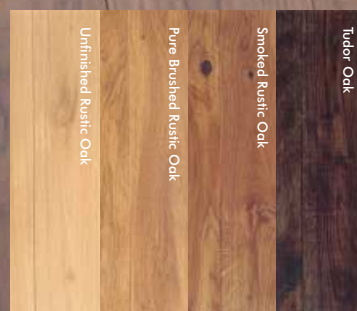 Unfinished Rustic Oak
Pure Brushed Rustic Oak
Smoked Rustic Oak
Tudor Oak